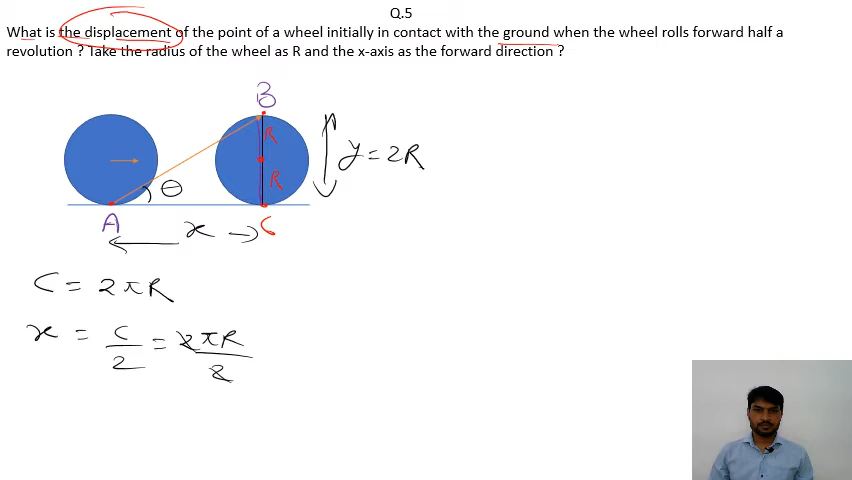 Q.5
What is the displacement of the point of a wheel initially in contact with the ground when the wheel rolls forward half a
revolution ? Take the radius of the wheel as R and the x-axis as the forward direction ?
B
R
y = 2R
R
θ
A
x
C
C = 2πR
x = C/2 = 2πR/2